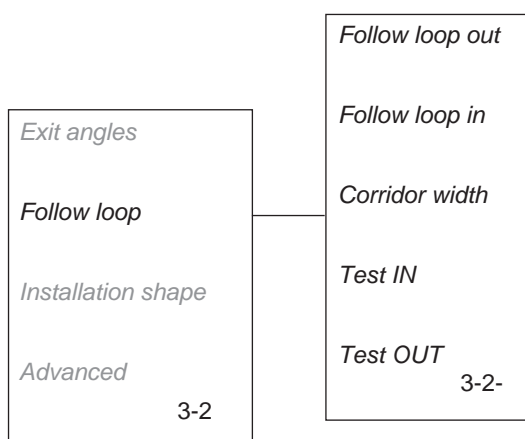 Exit angles
Follow loop
Installation shape
Advanced
3-2
Follow loop out
Follow loop in
Corridor width
Test IN
Test OUT
3-2-